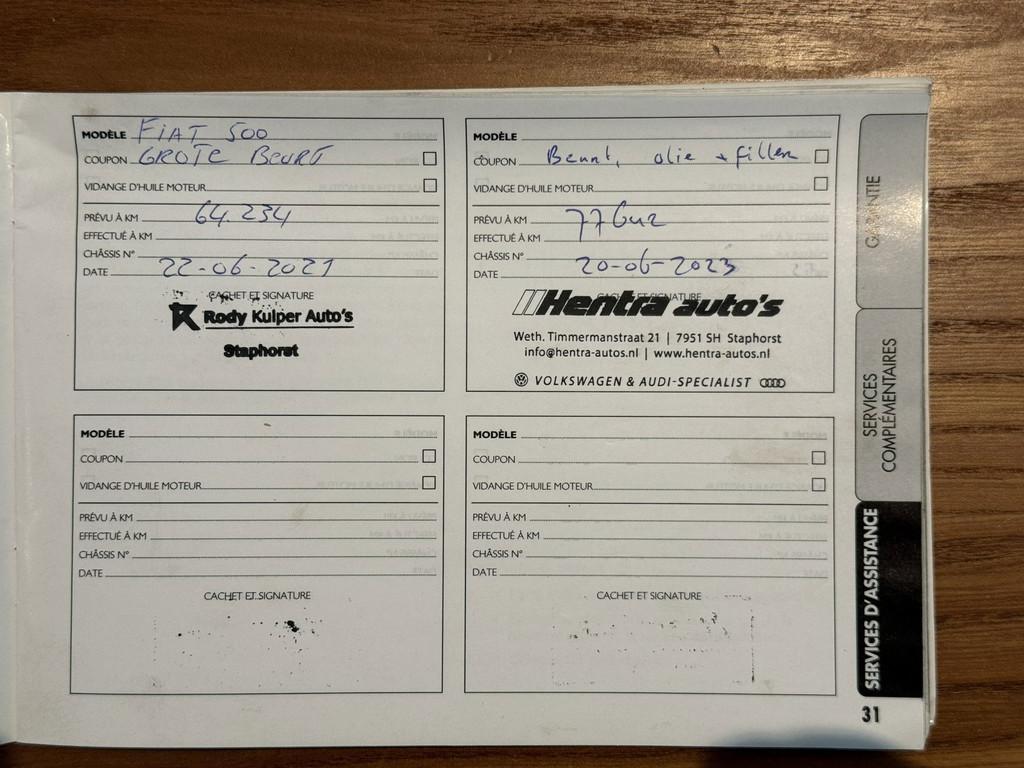 MODÈLE FIAT 500
COUPON GROTE BEURT
VIDANGE D'HUILE MOTEUR
PRÉVU À KM 64.234
EFFECTUÉ À KM
CHÂSSIS N°
DATE 22-06-2021
CACHET ET SIGNATURE
Rody Kulper Auto's
Staphorst
MODÈLE
COUPON Beurt, olie + filter
VIDANGE D'HUILE MOTEUR
PRÉVU À KM
EFFECTUÉ À KM
CHÂSSIS N°
DATE 20-06-2023
CACHET ET SIGNATURE
Hentra auto's
Weth. Timmermanstraat 21 | 7951 SH Staphorst
info@hentra-autos.nl | www.hentra-autos.nl
VOLKSWAGEN & AUDI-SPECIALIST
MODÈLE
COUPON
VIDANGE D'HUILE MOTEUR
PRÉVU À KM
EFFECTUÉ À KM
CHÂSSIS N°
DATE
CACHET ET SIGNATURE
MODÈLE
COUPON
VIDANGE D'HUILE MOTEUR
PRÉVU À KM
EFFECTUÉ À KM
CHÂSSIS N°
DATE
CACHET ET SIGNATURE
GARANTIE
SERVICES
COMPLÉMENTAIRES
SERVICES D'ASSISTANCE
31